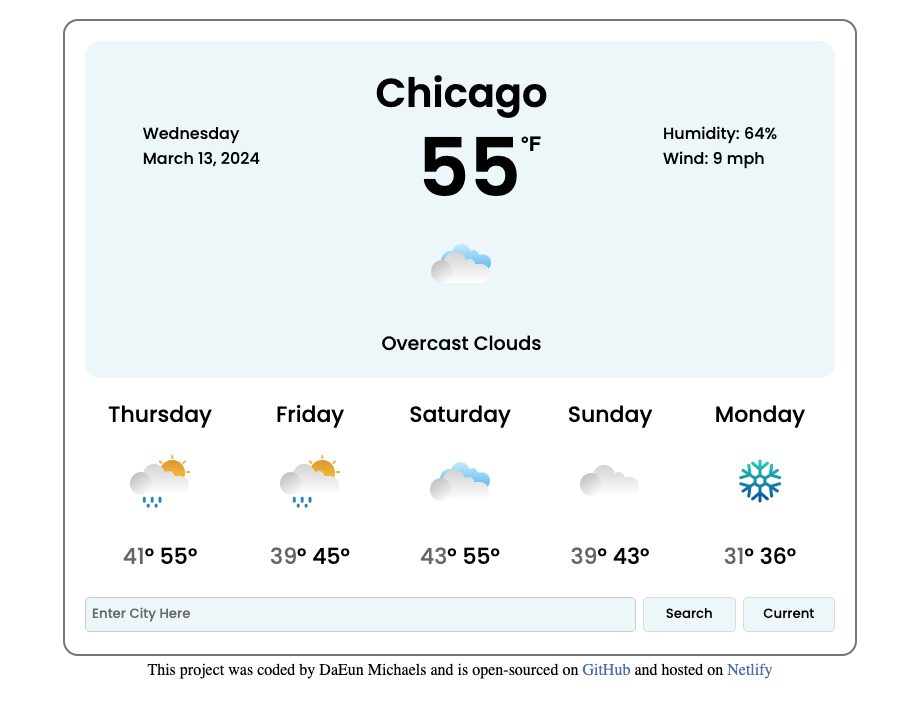 Chicago
Wednesday
March 13, 2024
55 °F
Humidity: 64%
Wind: 9 mph
Overcast Clouds
Thursday Friday Saturday Sunday Monday
41° 55° 39° 45° 43° 55° 39° 43° 31° 36°
Enter City Here Search Current
This project was coded by DaEun Michaels and is open-sourced on GitHub and hosted on Netlify